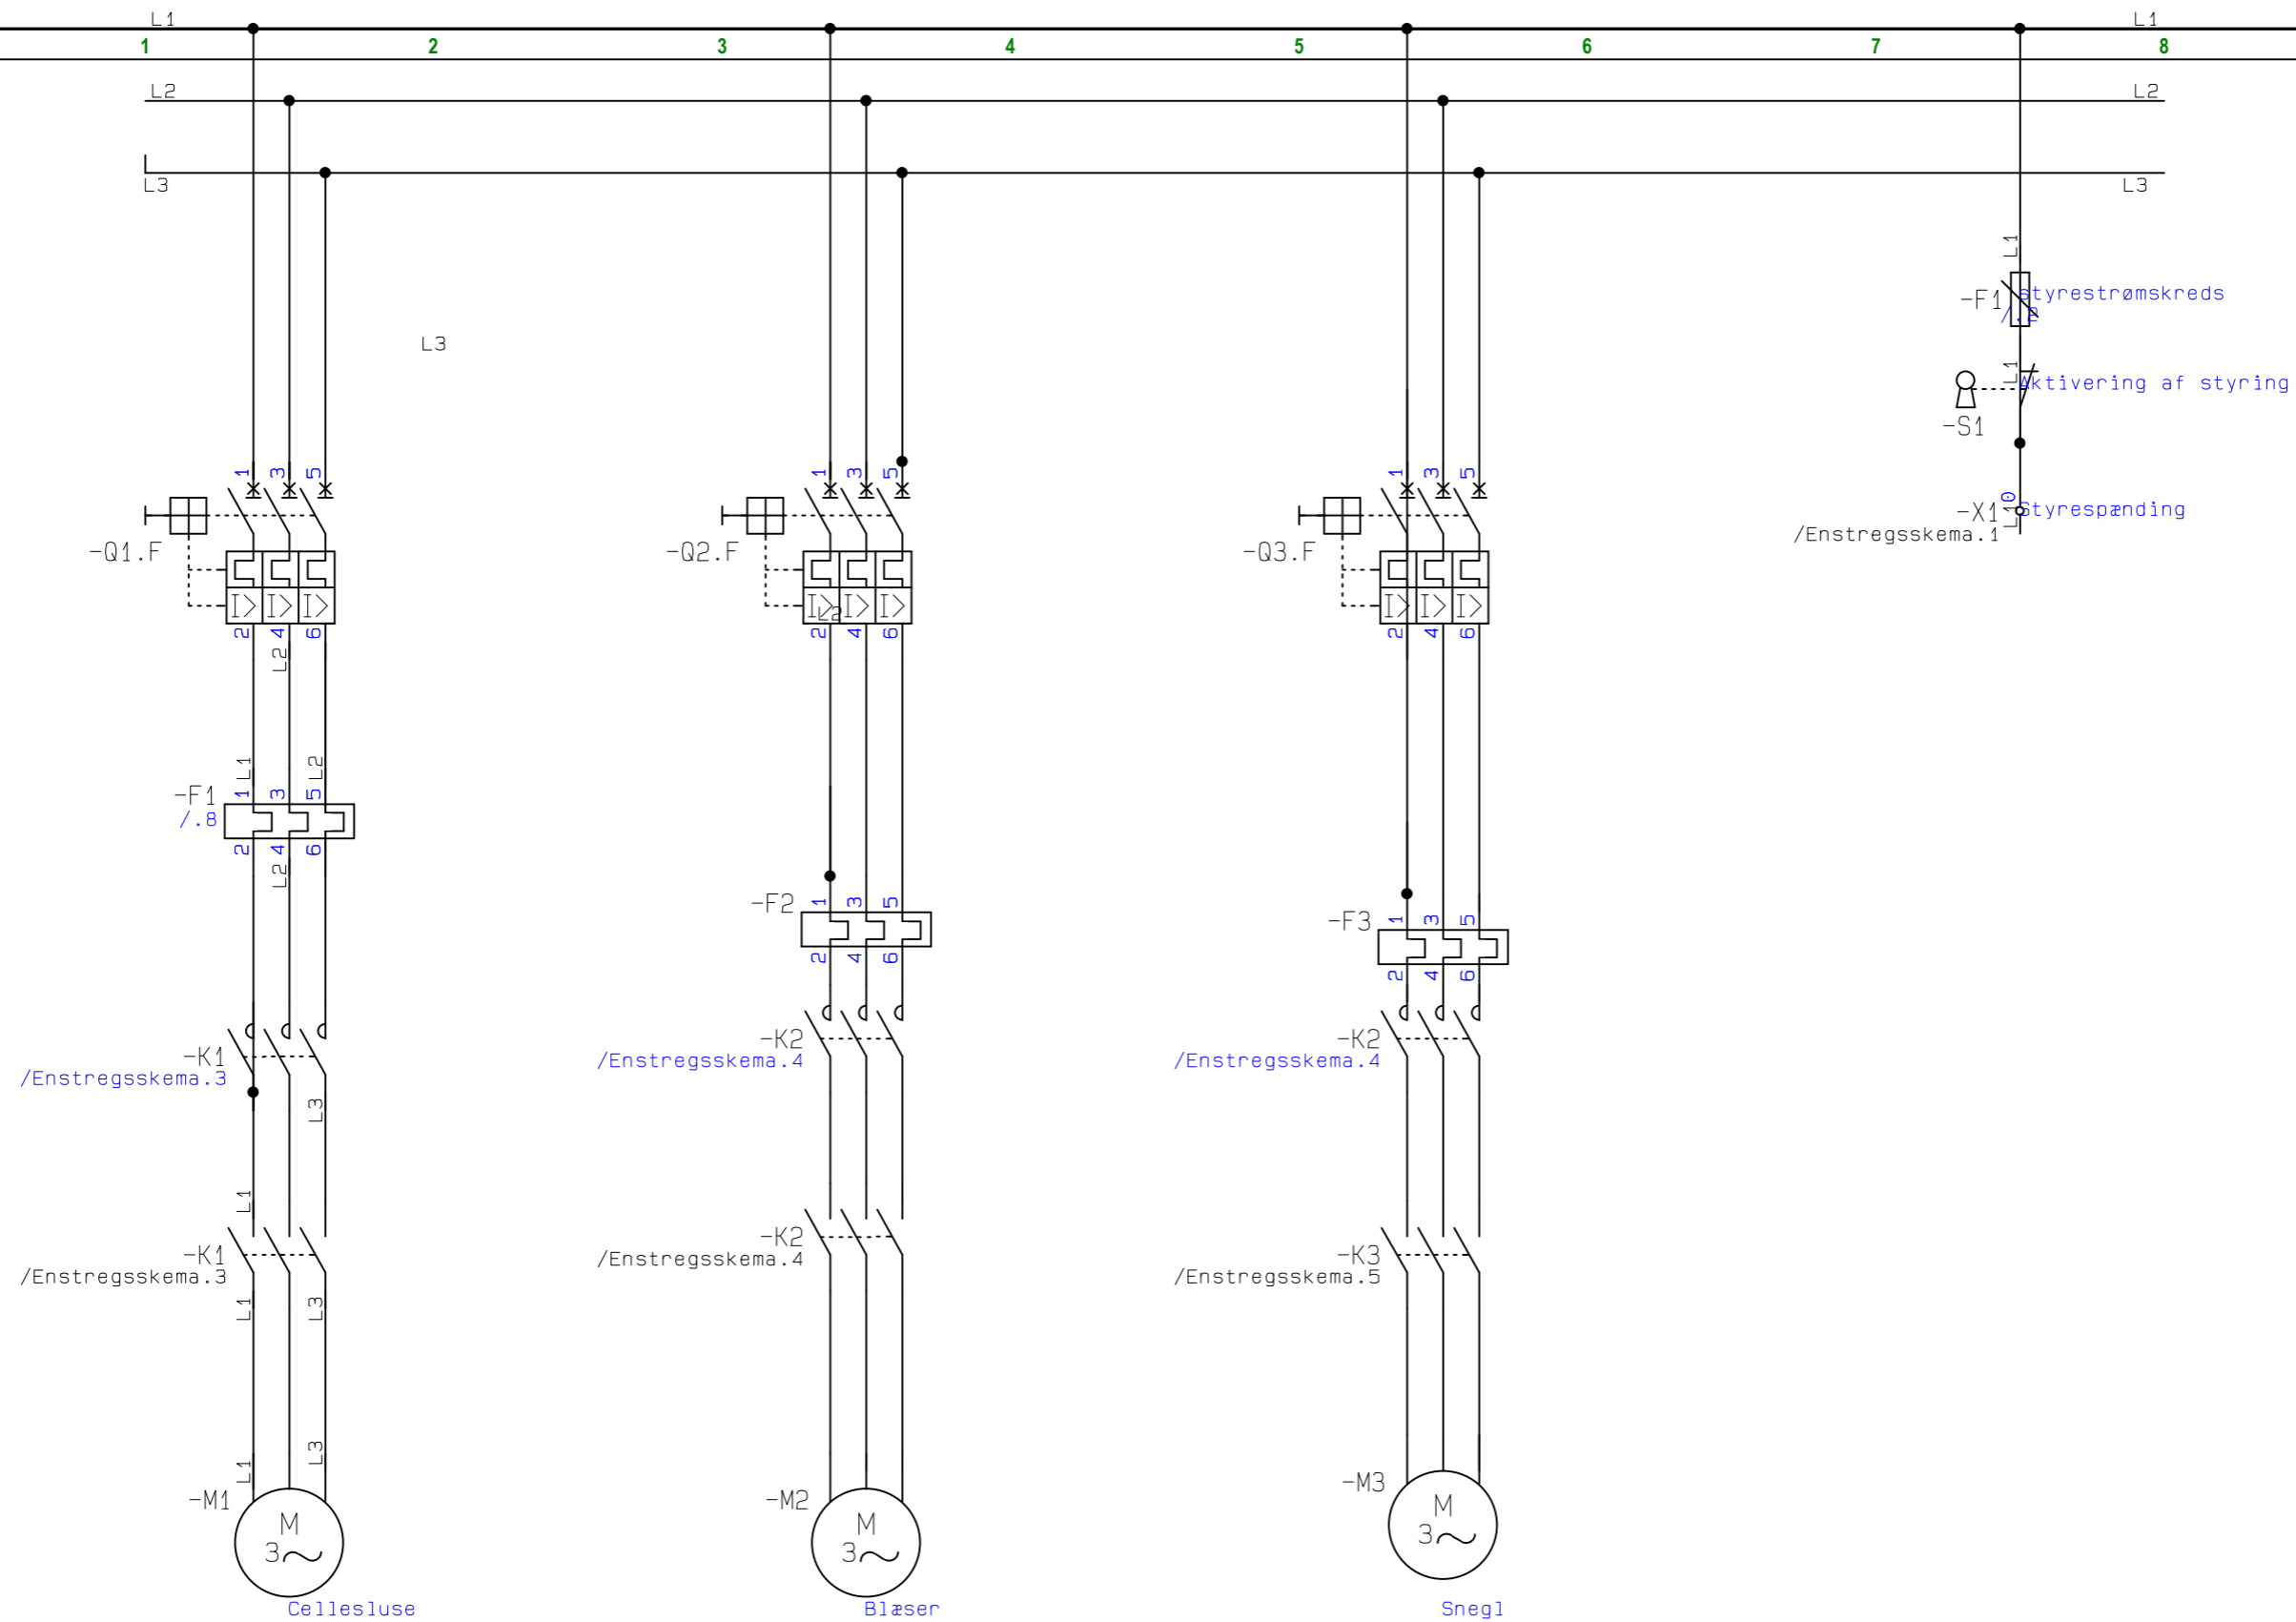 L1 L1
1 2 3 4 5 6 7 8
L2 L2
L3 L3
L1
-F1 styrestrømskreds
/.2
L3
L1 Aktivering af styring
-S1
1 3 5 1 3 5 1 3 5
-X1 L10 Styrespænding
/Enstregsskema.1
0
-Q1.F -Q2.F -Q3.F
I> I> I> I> I> I> I> I> I>
L2
2 4 6 2 4 6 2 4 6
L2
L1 L2
-F1 1 3 5
/.8
2 4 6
L2
-F2 1 3 5
-F3 1 3 5
2 4 6
2 4 6
-K2 -K2
-K1
/Enstregsskema.4 /Enstregsskema.4
/Enstregsskema.3
L3
L1
-K2
-K1 -K3
/Enstregsskema.4
/Enstregsskema.3 /Enstregsskema.5
L1 L3
L3
L1
-M3
-M1 -M2
M
3
M M
3 3
Cellesluse Blæser Snegl